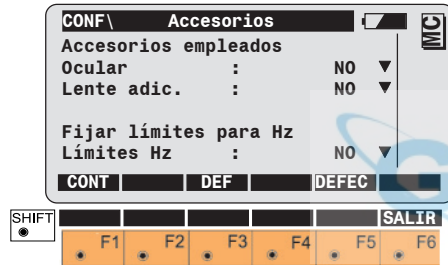 CONF\ Accesorios
MC
Accesorios empleados
Ocular : NO ▼
Lente adic. : NO ▼
Fijar límites para Hz
Límites Hz : NO ▼
CONT DEF DEFEC
SHIFT SALIR
F1 F2 F3 F4 F5 F6